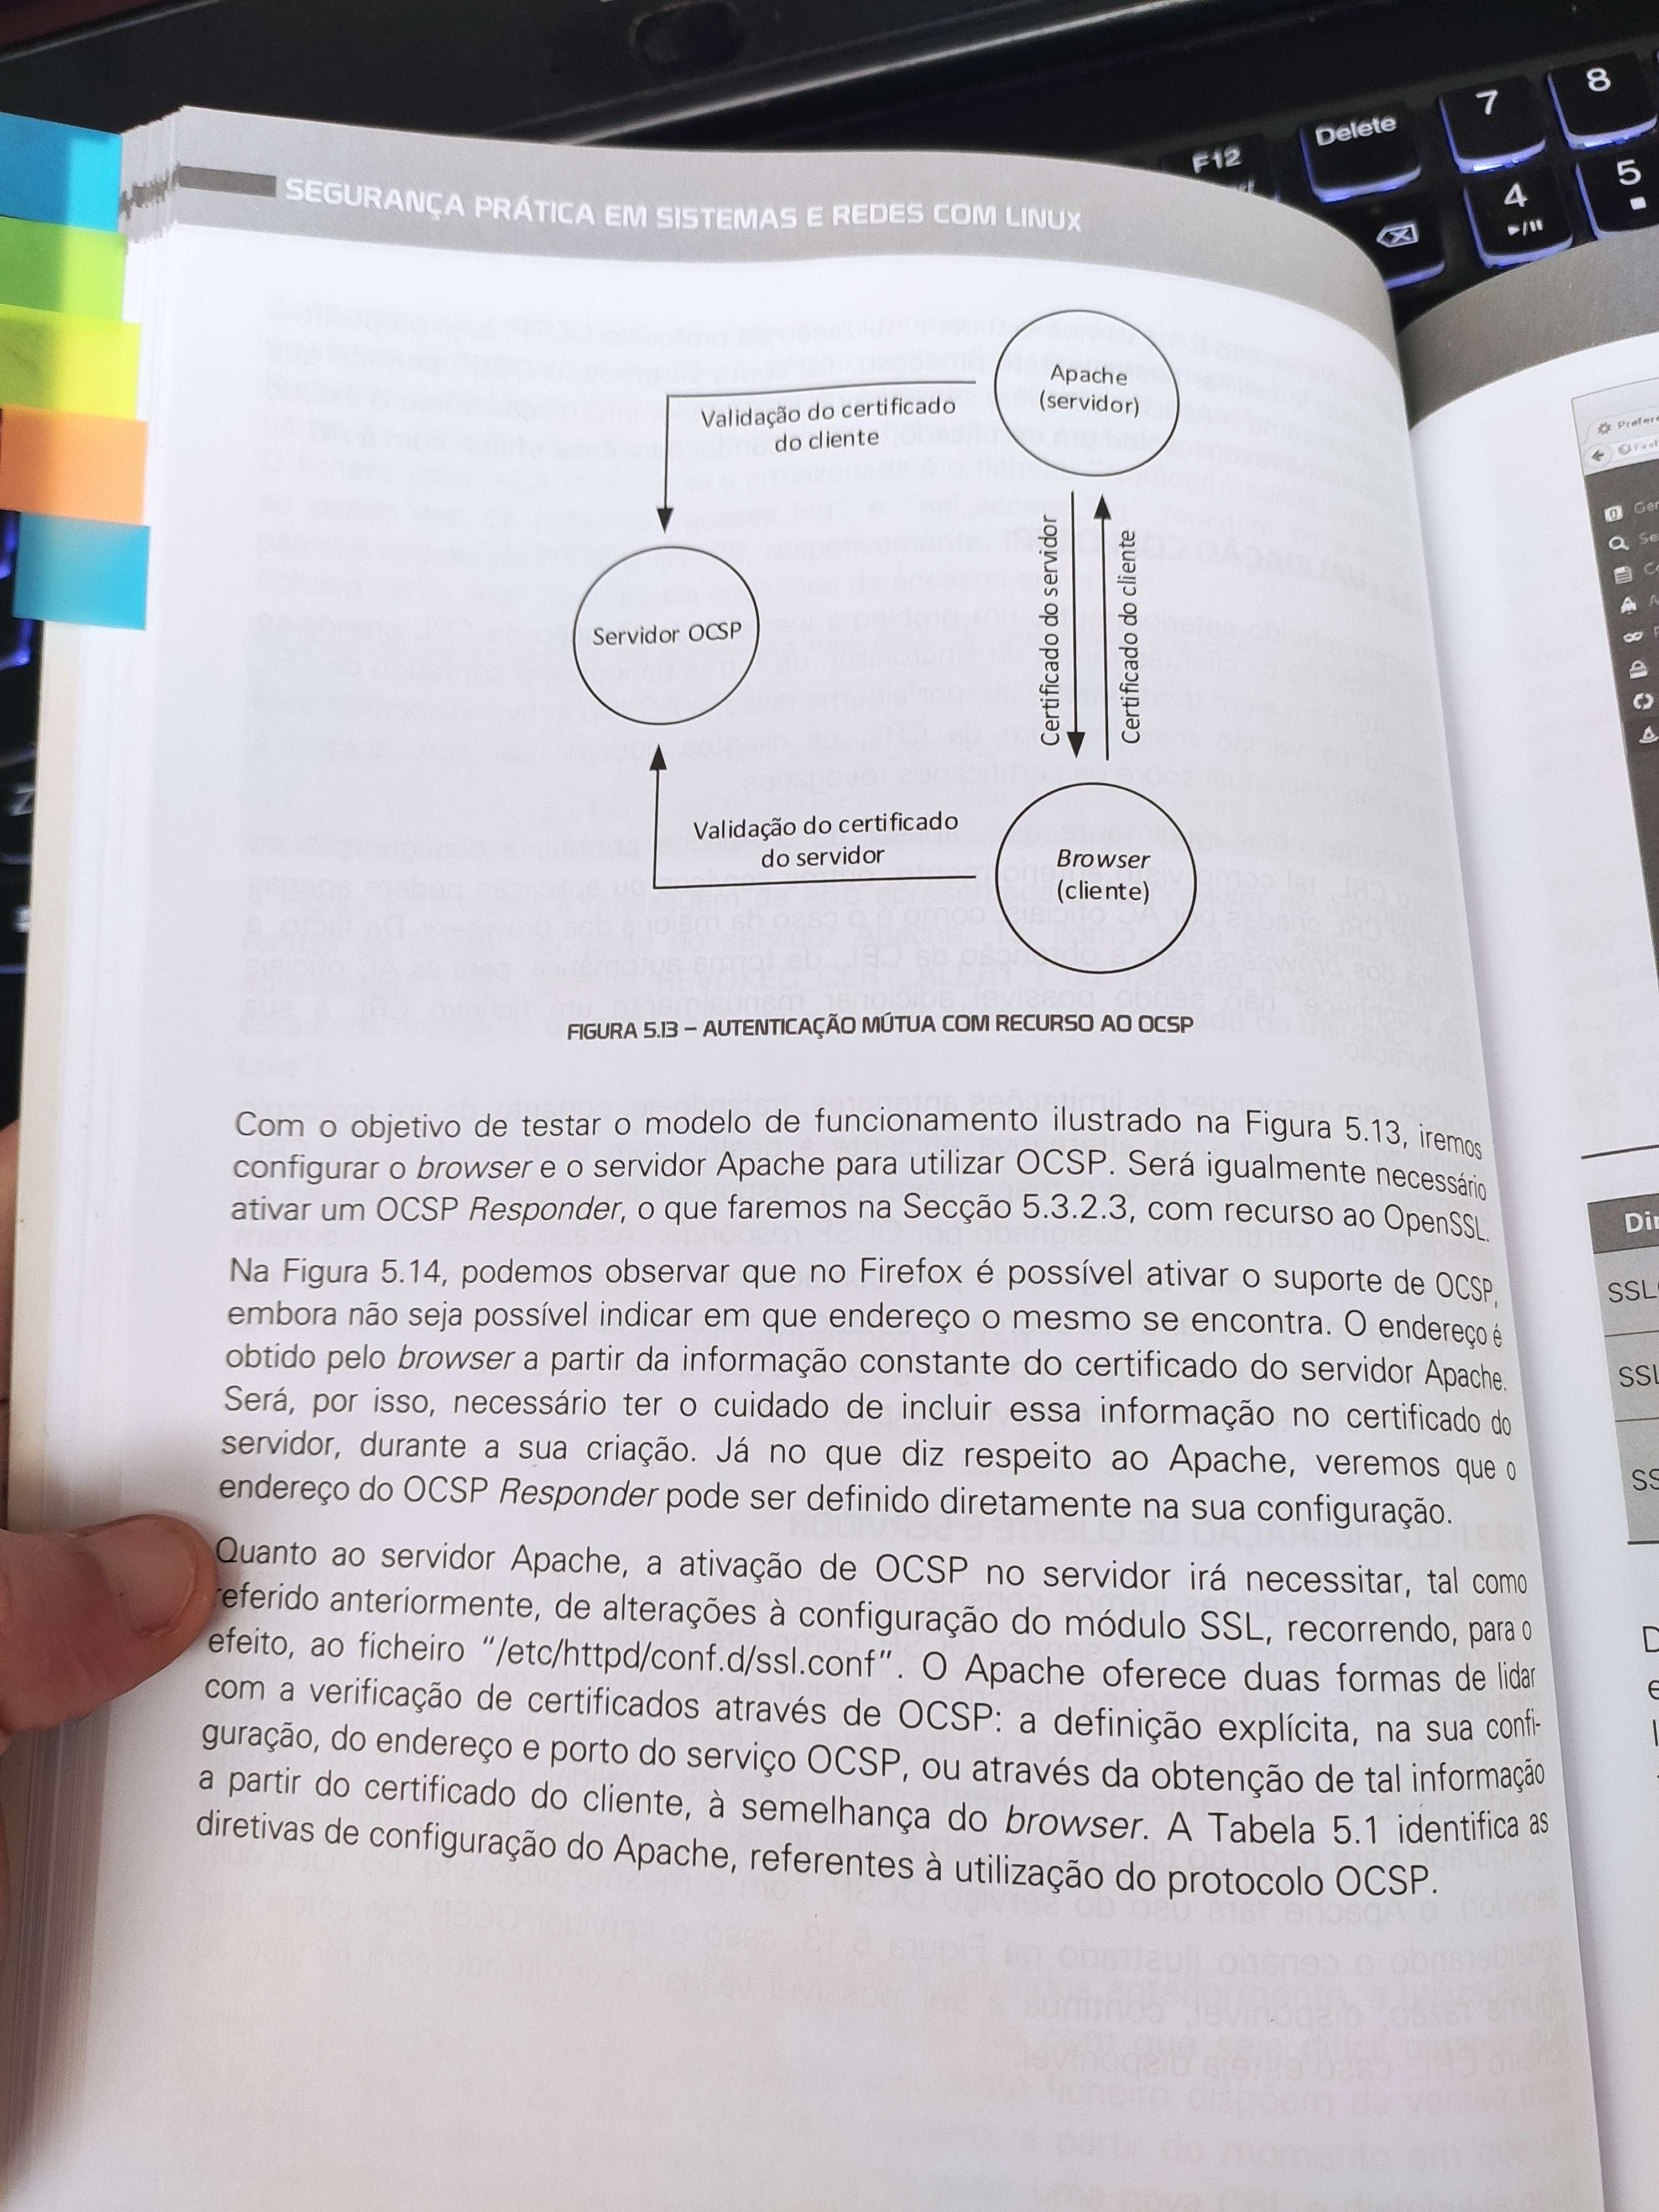 F12
Delete
7
8
4
5
SEGURANÇA PRÁTICA EM SISTEMAS E REDES COM LINUX
Apache
(servidor)
Validação do certificado
do cliente
Certificado do servidor
Certificado do cliente
Servidor OCSP
Validação do certificado
do servidor
Browser
(cliente)
FIGURA 5.13 – AUTENTICAÇÃO MÚTUA COM RECURSO AO OCSP
Com o objetivo de testar o modelo de funcionamento ilustrado na Figura 5.13, iremos
configurar o browser e o servidor Apache para utilizar OCSP. Será igualmente necessário
ativar um OCSP Responder, o que faremos na Secção 5.3.2.3, com recurso ao OpenSSL.
Na Figura 5.14, podemos observar que no Firefox é possível ativar o suporte de OCSP,
embora não seja possível indicar em que endereço o mesmo se encontra. O endereço é
obtido pelo browser a partir da informação constante do certificado do servidor Apache.
Será, por isso, necessário ter o cuidado de incluir essa informação no certificado do
servidor, durante a sua criação. Já no que diz respeito ao Apache, veremos que o
endereço do OCSP Responder pode ser definido diretamente na sua configuração.
Quanto ao servidor Apache, a ativação de OCSP no servidor irá necessitar, tal como
referido anteriormente, de alterações à configuração do módulo SSL, recorrendo, para o
efeito, ao ficheiro “/etc/httpd/conf.d/ssl.conf”. O Apache oferece duas formas de lidar
com a verificação de certificados através de OCSP: a definição explícita, na sua confi-
guração, do endereço e porto do serviço OCSP, ou através da obtenção de tal informação
a partir do certificado do cliente, à semelhança do browser. A Tabela 5.1 identifica as
diretivas de configuração do Apache, referentes à utilização do protocolo OCSP.